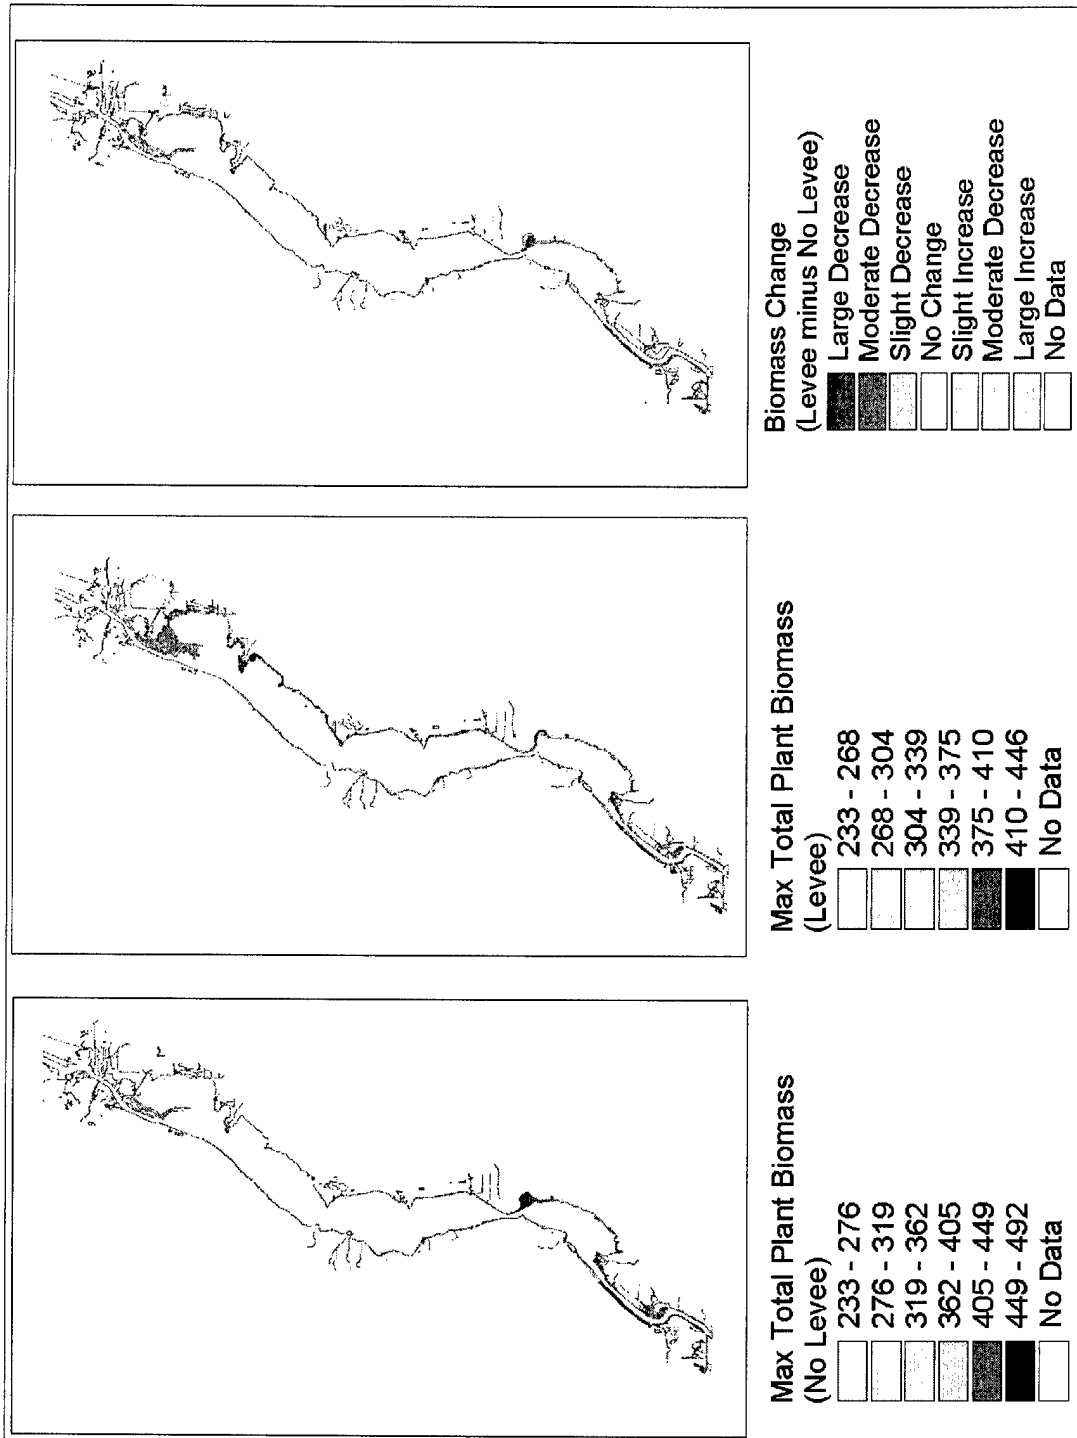 Max Total Plant Biomass
(No Levee)
233 - 276
276 - 319
319 - 362
362 - 405
405 - 449
449 - 492
No Data
Max Total Plant Biomass
(Levee)
233 - 268
268 - 304
304 - 339
339 - 375
375 - 410
410 - 446
No Data
Biomass Change
(Levee minus No Levee)
Large Decrease
Moderate Decrease
Slight Decrease
No Change
Slight Increase
Moderate Decrease
Large Increase
No Data